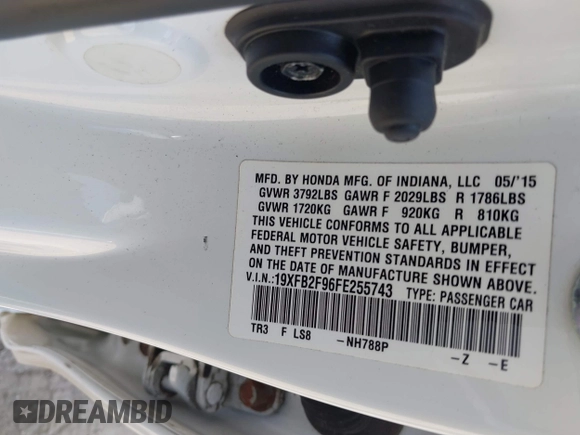 MFD. BY HONDA MFG. OF INDIANA, LLC 05/'15
GVWR 3792LBS GAWR F 2029LBS R 1786LBS
GVWR 1720KG GAWR F 920KG R 810KG
THIS VEHICLE CONFORMS TO ALL APPLICABLE
FEDERAL MOTOR VEHICLE SAFETY, BUMPER,
AND THEFT PREVENTION STANDARDS IN EFFECT
ON THE DATE OF MANUFACTURE SHOWN ABOVE.
V.I.N.:19XFB2F96FE255743 TYPE: PASSENGER CAR
TR3 F LS8 -NH788P -Z -E
DREAMBID